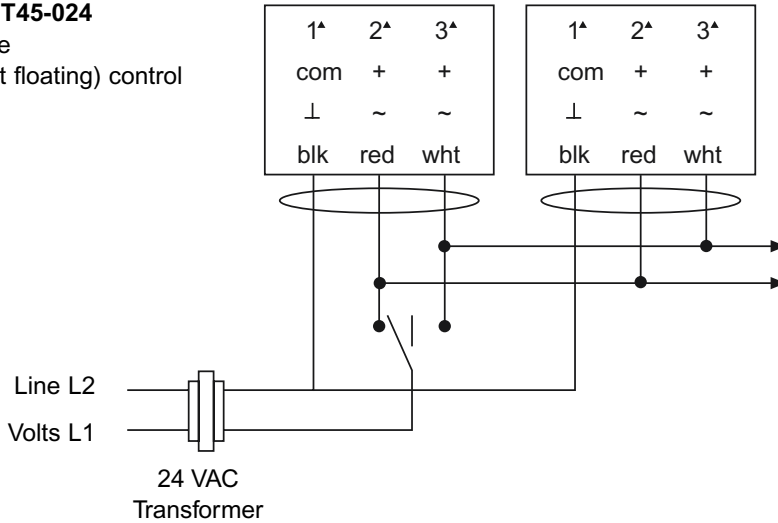 T45-024
e
t floating) control
1▲ 2▲ 3▲
com + +
⊥ ~ ~
blk red wht
1▲ 2▲ 3▲
com + +
⊥ ~ ~
blk red wht
Line L2
Volts L1
24 VAC
Transformer